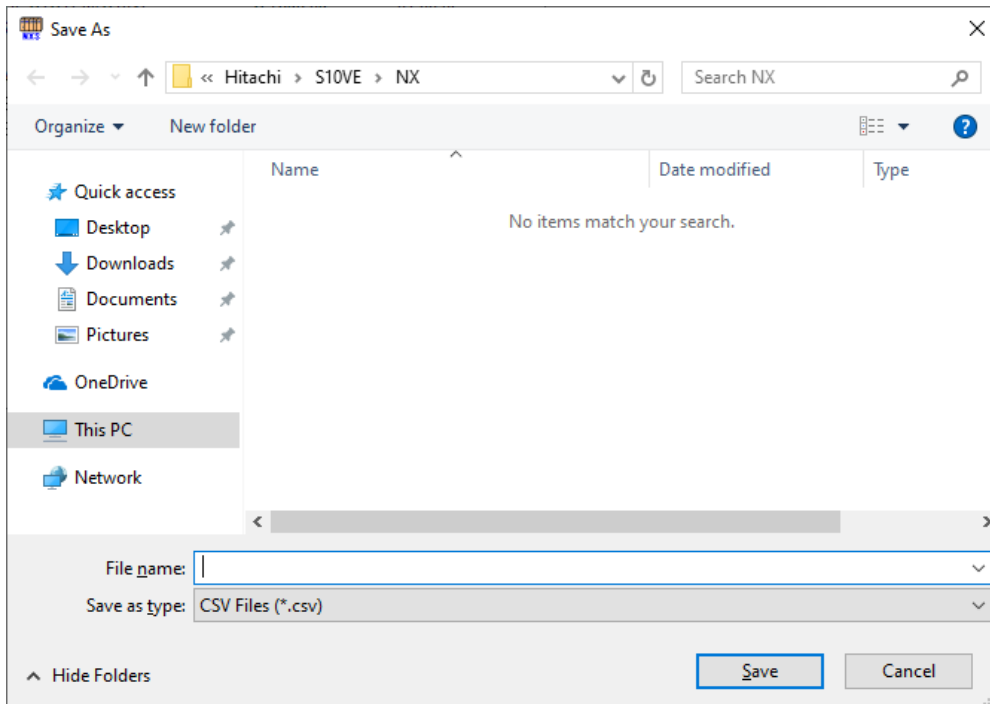 NXS Save As
« Hitachi > S10VE > NX Search NX
Organize New folder ?
Name Date modified Type
No items match your search.
Quick access
Desktop
Downloads
Documents
Pictures
OneDrive
This PC
Network
File name:
Save as type: CSV Files (*.csv)
Hide Folders Save Cancel